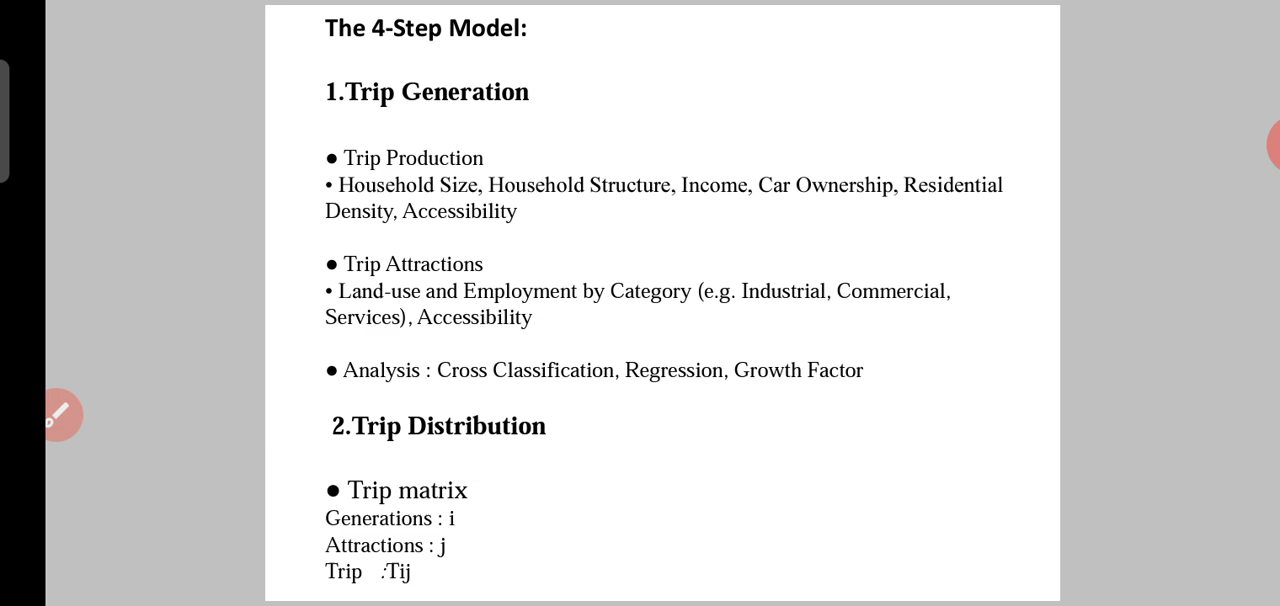 The 4-Step Model:
1.Trip Generation
● Trip Production
• Household Size, Household Structure, Income, Car Ownership, Residential
Density, Accessibility
● Trip Attractions
• Land-use and Employment by Category (e.g. Industrial, Commercial,
Services), Accessibility
● Analysis : Cross Classification, Regression, Growth Factor
2.Trip Distribution
● Trip matrix
Generations : i
Attractions : j
Trip :Tij